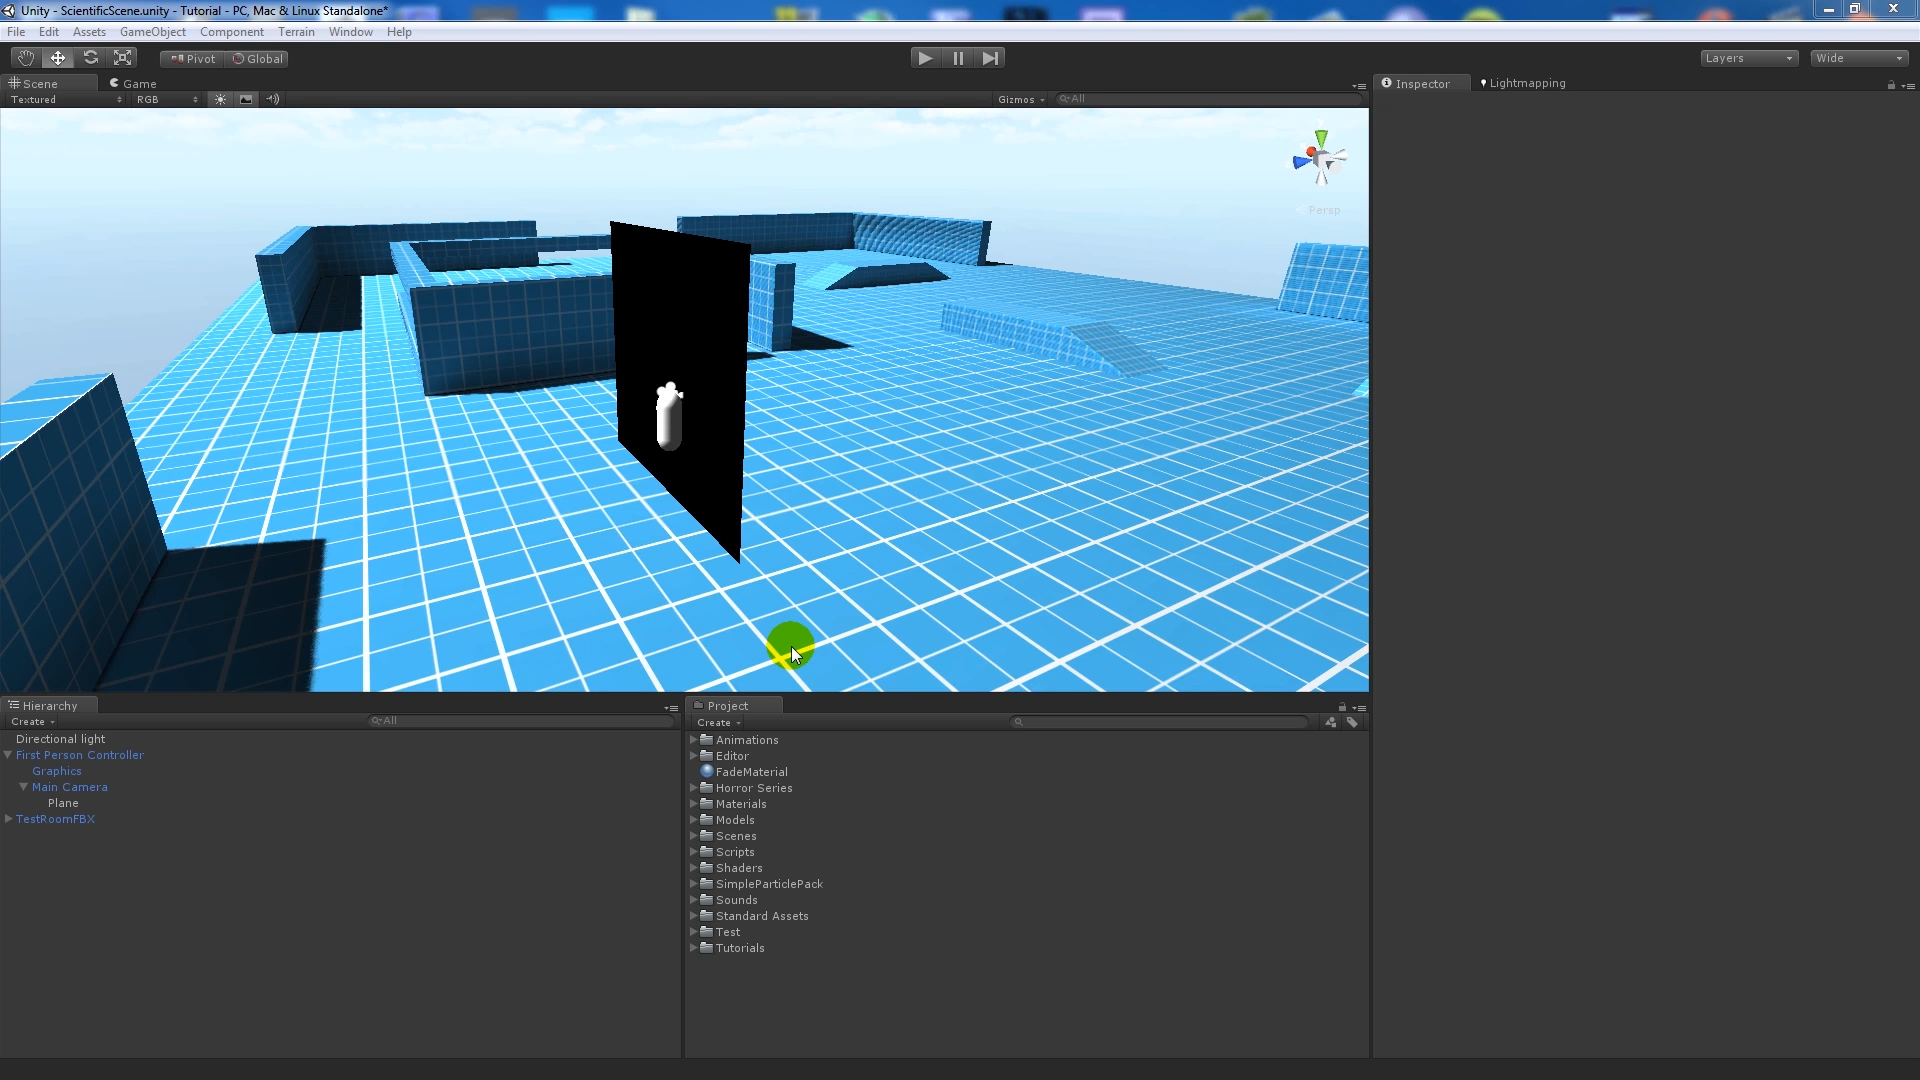 Unity - ScientificScene.unity - Tutorial - PC, Mac & Linux Standalone*
File Edit Assets GameObject Component Terrain Window Help
Pivot Global Layers Wide
Scene Game Inspector Lightmapping
Textured RGB Gizmos All
Persp
Hierarchy Project
Create All Create
Directional light
First Person Controller
Graphics
Main Camera
Plane
TestRoomFBX
Animations
Editor
FadeMaterial
Horror Series
Materials
Models
Scenes
Scripts
Shaders
SimpleParticlePack
Sounds
Standard Assets
Test
Tutorials